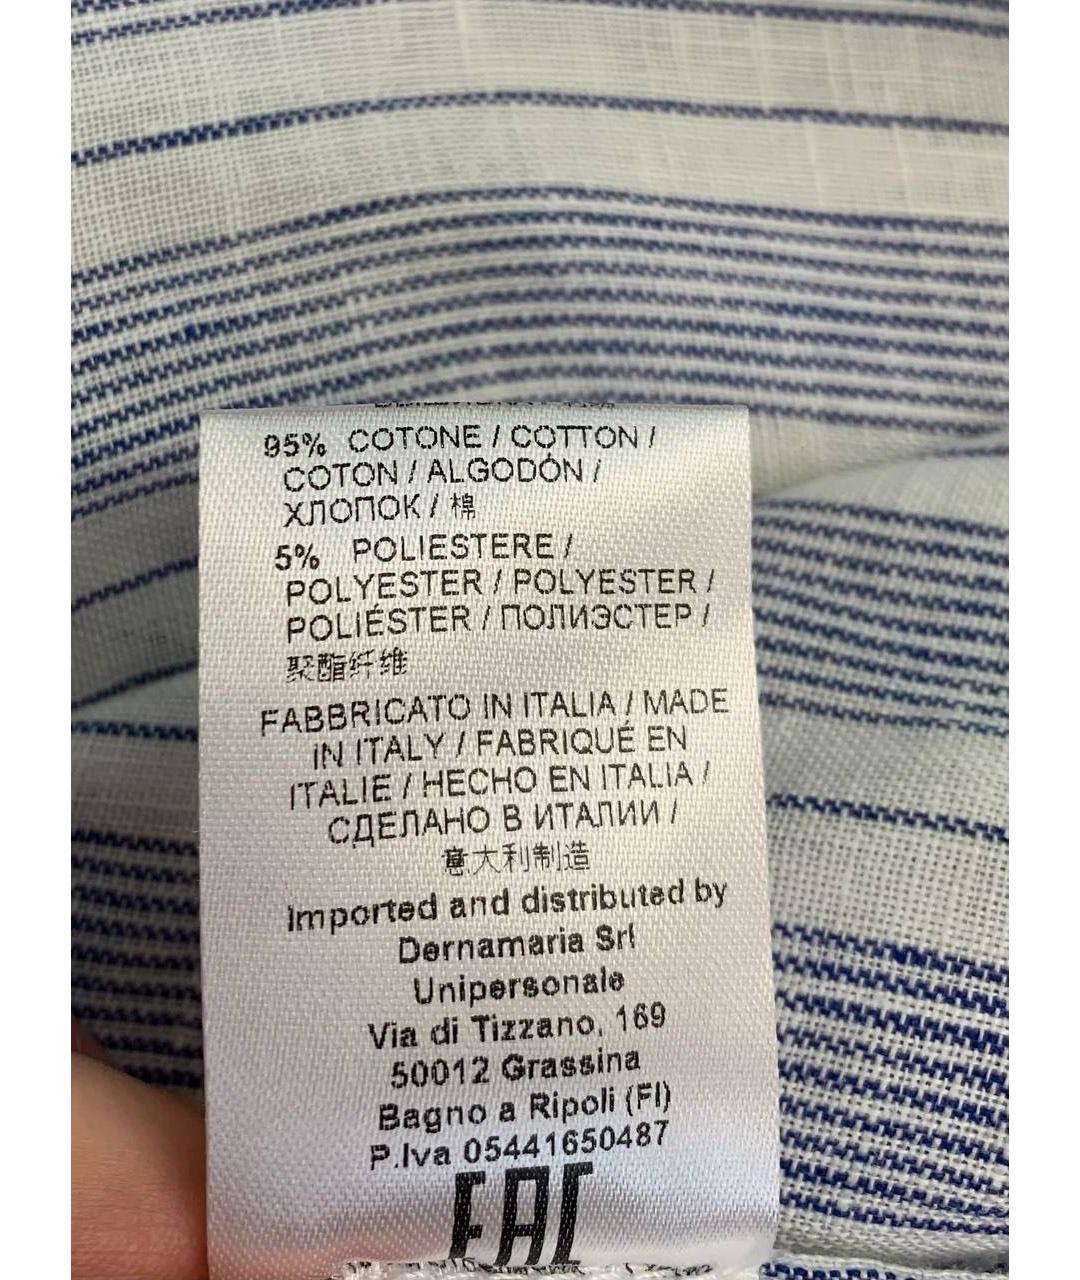 95% COTONE / COTTON /
COTON / ALGODÓN /
ХЛОПОК / 棉
5% POLIESTERE /
POLYESTER / POLYESTER /
POLIÉSTER / ПОЛИЭСТЕР /
聚酯纤维
FABBRICATO IN ITALIA / MADE
IN ITALY / FABRIQUÉ EN
ITALIE / HECHO EN ITALIA /
СДЕЛАНО В ИТАЛИИ /
意大利制造
Imported and distributed by
Dernamaria Srl
Unipersonale
Via di Tizzano, 169
50012 Grassina
Bagno a Ripoli (FI)
P.Iva 05441650487
EAC